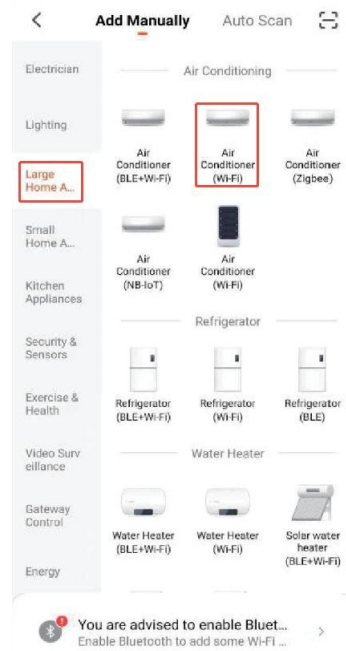 Add Manually
Auto Scan
Electrician
Lighting
Large
Home A...
Small
Home A...
Kitchen
Appliances
Security &
Sensors
Exercise &
Health
Video Surv
eillance
Gateway
Control
Energy
Air Conditioning
Air
Conditioner
(BLE+Wi-Fi)
Air
Conditioner
(Wi-Fi)
Air
Conditioner
(Zigbee)
Air
Conditioner
(NB-IoT)
Air
Conditioner
(Wi-Fi)
Refrigerator
Refrigerator
(BLE+Wi-Fi)
Refrigerator
(Wi-Fi)
Refrigerator
(BLE)
Water Heater
Water Heater
(BLE+Wi-Fi)
Water Heater
(Wi-Fi)
Solar water
heater
(BLE+Wi-Fi)
You are advised to enable Bluet...
Enable Bluetooth to add some Wi-Fi ...